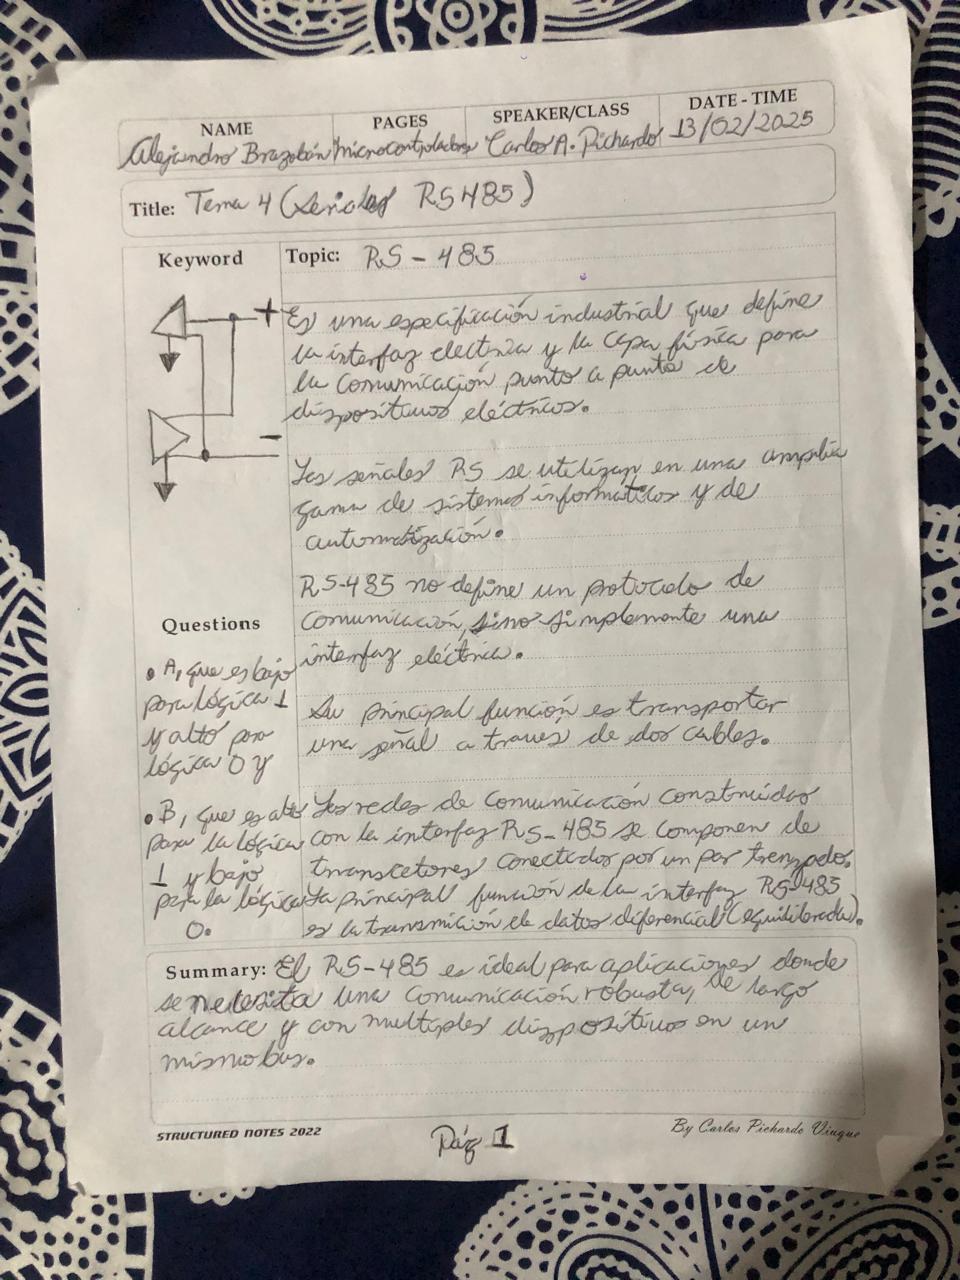 NAME PAGES SPEAKER/CLASS DATE - TIME
Alejandro Brazobán Microcontroladores Carlos A. Pichardo 13/02/2025
Title: Tema 4 (Señales RS485)
Keyword
+
-
Topic: RS - 485
Es una especificación industrial que define
la interfaz electrica y la capa física para
la comunicación punto a punto de
dispositivos eléctricos.
Las señales RS se utilizan en una amplia
gama de sistemas informaticos y de
automatización.
RS-485 no define un protocolo de
comunicación, sino simplemente una
interfaz eléctrica.
Su principal función es transportar
una señal a traves de dos cables.
Las redes de comunicación construidas
con la interfaz RS-485 se componen de
transcetores conectados por un par trenzados.
La principal función de la interfaz RS-485
es la transmición de datos diferencial (equilibrada).
Questions
• A, que es bajo
para lógica 1
y alto para
lógica 0 y
• B, que es alto
para la lógica
1 y bajo
para la lógica
0.
Summary: El RS-485 es ideal para aplicaciones donde
se necesita una comunicación robusta, de largo
alcance y con multiples dispositivos en un
mismo bus.
STRUCTURED NOTES 2022
Pág 1
By Carlos Pichardo Viuque